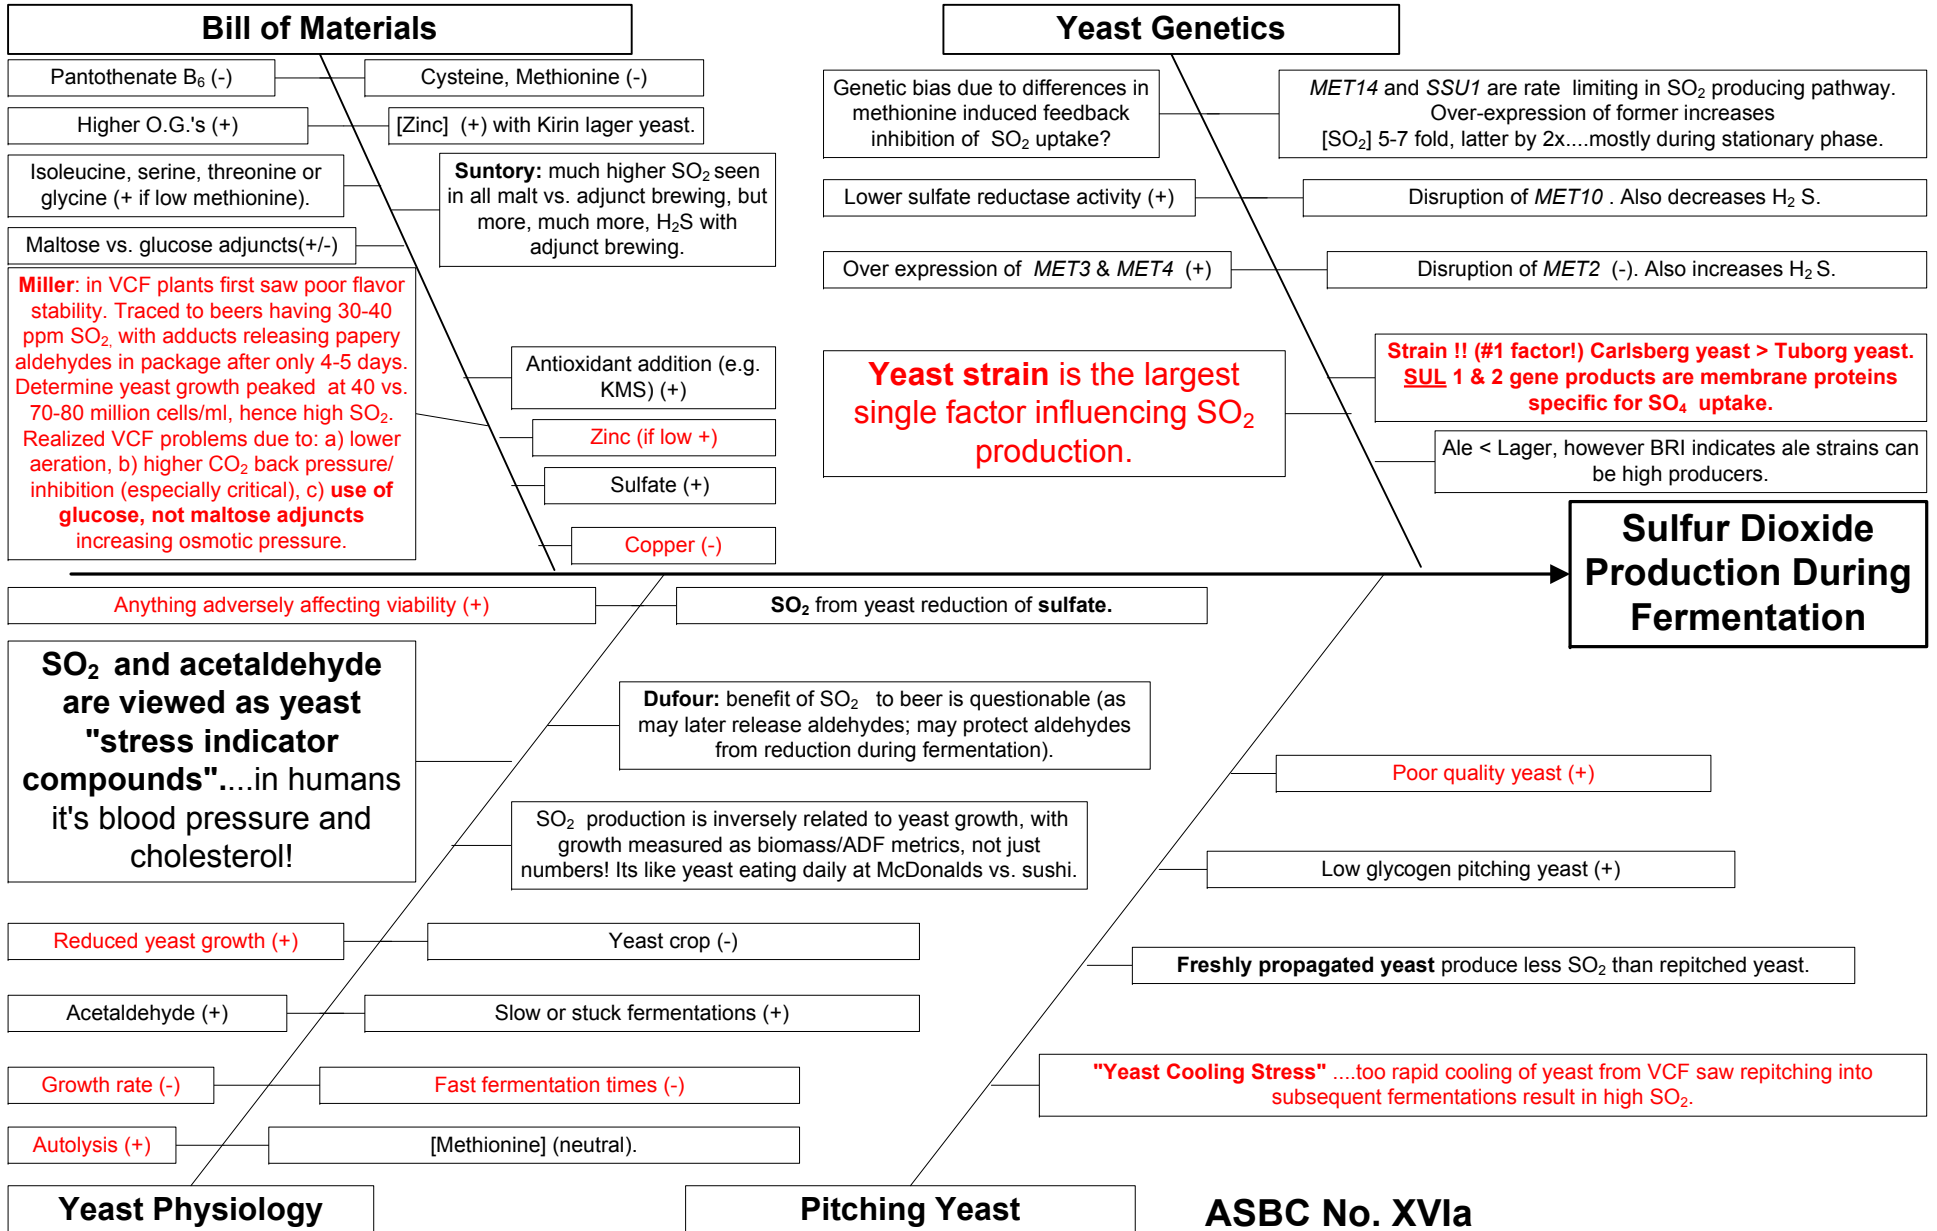 Bill of Materials
Yeast Genetics
Pantothenate B₆ (-)
Cysteine, Methionine (-)
Higher O.G.'s (+)
[Zinc] (+) with Kirin lager yeast.
Isoleucine, serine, threonine or
glycine (+ if low methionine).
Suntory: much higher SO₂ seen
in all malt vs. adjunct brewing, but
more, much more, H₂S with
adjunct brewing.
Maltose vs. glucose adjuncts(+/-)
Miller: in VCF plants first saw poor flavor
stability. Traced to beers having 30-40
ppm SO₂, with adducts releasing papery
aldehydes in package after only 4-5 days.
Determine yeast growth peaked at 40 vs.
70-80 million cells/ml, hence high SO₂.
Realized VCF problems due to: a) lower
aeration, b) higher CO₂ back pressure/
inhibition (especially critical), c) use of
glucose, not maltose adjuncts
increasing osmotic pressure.
Antioxidant addition (e.g.
KMS) (+)
Zinc (if low +)
Sulfate (+)
Copper (-)
Genetic bias due to differences in
methionine induced feedback
inhibition of SO₂ uptake?
MET14 and SSU1 are rate limiting in SO₂ producing pathway.
Over-expression of former increases
[SO₂] 5-7 fold, latter by 2x....mostly during stationary phase.
Lower sulfate reductase activity (+)
Disruption of MET10 . Also decreases H₂ S.
Over expression of MET3 & MET4 (+)
Disruption of MET2 (-). Also increases H₂ S.
Yeast strain is the largest
single factor influencing SO₂
production.
Strain !! (#1 factor!) Carlsberg yeast > Tuborg yeast.
SUL 1 & 2 gene products are membrane proteins
specific for SO₄ uptake.
Ale < Lager, however BRI indicates ale strains can
be high producers.
Sulfur Dioxide
Production During
Fermentation
Anything adversely affecting viability (+)
SO₂ from yeast reduction of sulfate.
SO₂ and acetaldehyde
are viewed as yeast
"stress indicator
compounds"....in humans
it's blood pressure and
cholesterol!
Dufour: benefit of SO₂ to beer is questionable (as
may later release aldehydes; may protect aldehydes
from reduction during fermentation).
SO₂ production is inversely related to yeast growth, with
growth measured as biomass/ADF metrics, not just
numbers! Its like yeast eating daily at McDonalds vs. sushi.
Reduced yeast growth (+)
Yeast crop (-)
Acetaldehyde (+)
Slow or stuck fermentations (+)
Growth rate (-)
Fast fermentation times (-)
Autolysis (+)
[Methionine] (neutral).
Poor quality yeast (+)
Low glycogen pitching yeast (+)
Freshly propagated yeast produce less SO₂ than repitched yeast.
"Yeast Cooling Stress" ....too rapid cooling of yeast from VCF saw repitching into
subsequent fermentations result in high SO₂.
Yeast Physiology
Pitching Yeast
ASBC No. XVIa